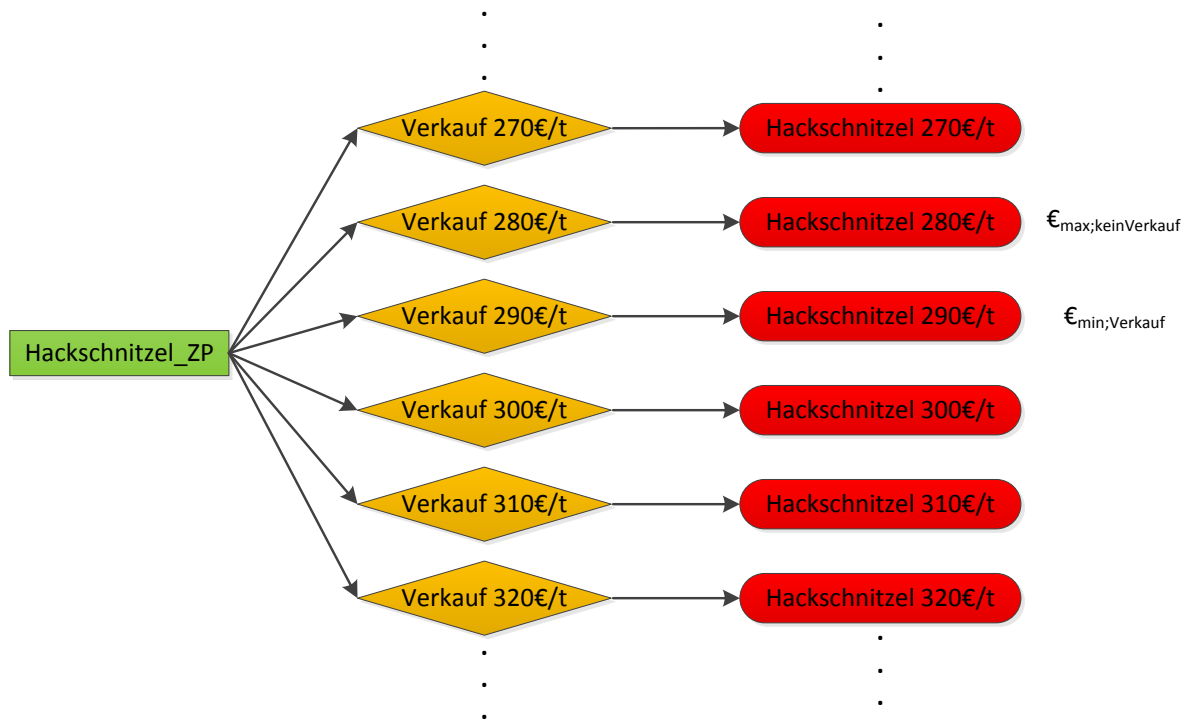 Verkauf 270€/t
Hackschnitzel 270€/t
Verkauf 280€/t
Hackschnitzel 280€/t
€max;keinVerkauf
Verkauf 290€/t
Hackschnitzel 290€/t
€min;Verkauf
Hackschnitzel_ZP
Verkauf 300€/t
Hackschnitzel 300€/t
Verkauf 310€/t
Hackschnitzel 310€/t
Verkauf 320€/t
Hackschnitzel 320€/t